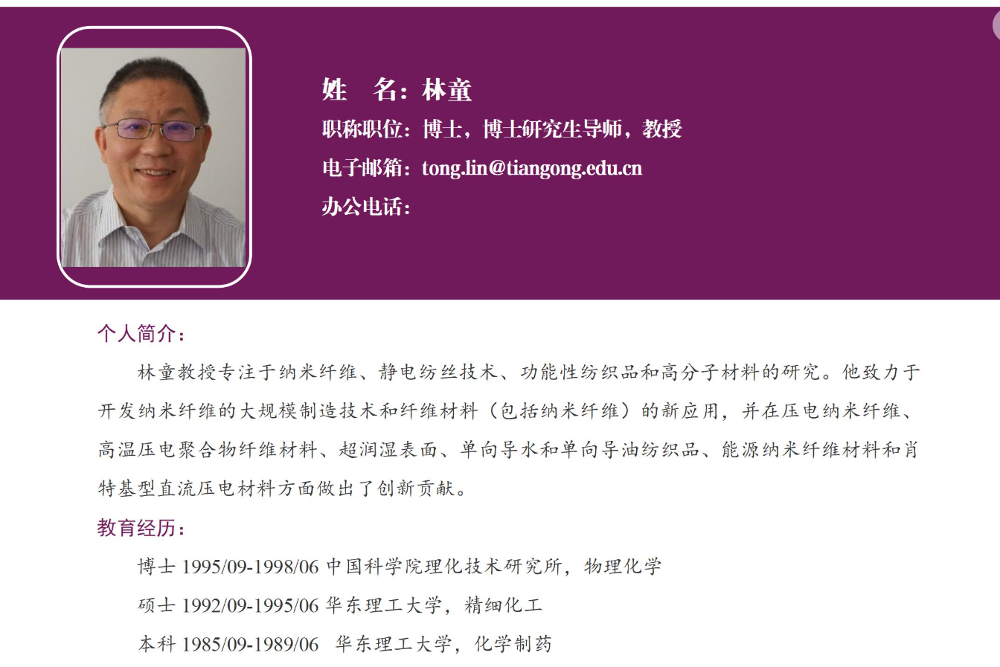 姓 名：林童
职称职位：博士，博士研究生导师，教授
电子邮箱：tong.lin@tiangong.edu.cn
办公电话：
个人简介：
林童教授专注于纳米纤维、静电纺丝技术、功能性纺织品和高分子材料的研究。他致力于
开发纳米纤维的大规模制造技术和纤维材料（包括纳米纤维）的新应用，并在压电纳米纤维、
高温压电聚合物纤维材料、超润湿表面、单向导水和单向导油纺织品、能源纳米纤维材料和肖
特基型直流压电材料方面做出了创新贡献。
教育经历：
博士 1995/09-1998/06 中国科学院理化技术研究所，物理化学
硕士 1992/09-1995/06 华东理工大学，精细化工
本科 1985/09-1989/06 华东理工大学，化学制药